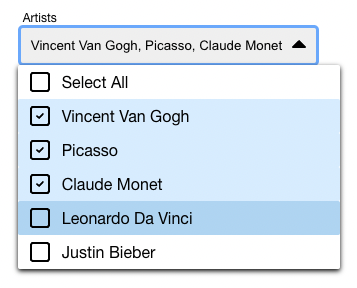 Artists
Vincent Van Gogh, Picasso, Claude Monet
Select All
Vincent Van Gogh
Picasso
Claude Monet
Leonardo Da Vinci
Justin Bieber